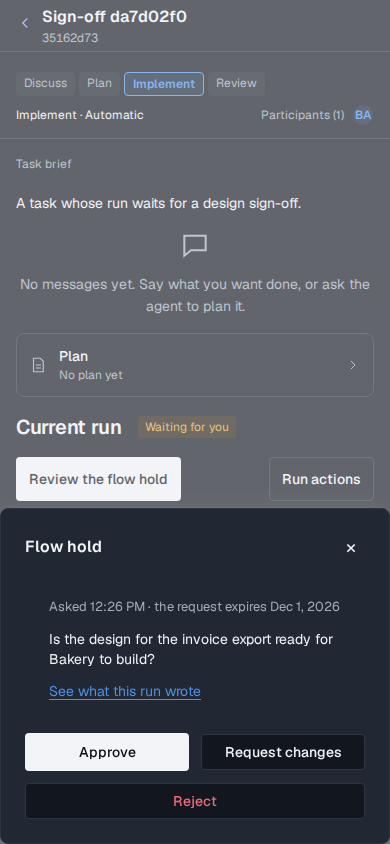 Sign-off da7d02f0
35162d73
Discuss
Plan
Implement
Review
Implement · Automatic
Participants (1)
BA
Task brief
A task whose run waits for a design sign-off.
No messages yet. Say what you want done, or ask the
agent to plan it.
Plan
No plan yet
Current run
Waiting for you
Review the flow hold
Run actions
Flow hold
Asked 12:26 PM · the request expires Dec 1, 2026
Is the design for the invoice export ready for
Bakery to build?
See what this run wrote
Approve
Request changes
Reject